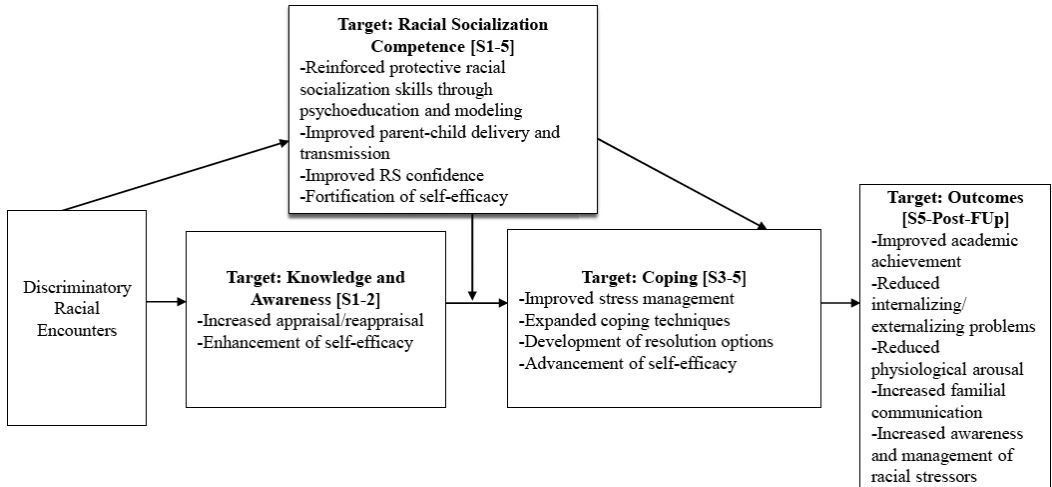 Target: Racial Socialization
Competence [S1-5]
-Reinforced protective racial
socialization skills through
psychoeducation and modeling
-Improved parent-child delivery and
transmission
-Improved RS confidence
-Fortification of self-efficacy
Discriminatory
Racial
Encounters
Target: Knowledge and
Awareness [S1-2]
-Increased appraisal/reappraisal
-Enhancement of self-efficacy
Target: Coping [S3-5]
-Improved stress management
-Expanded coping techniques
-Development of resolution options
-Advancement of self-efficacy
Target: Outcomes
[S5-Post-FUp]
-Improved academic
achievement
-Reduced
internalizing/
externalizing problems
-Reduced
physiological arousal
-Increased familial
communication
-Increased awareness
and management of
racial stressors